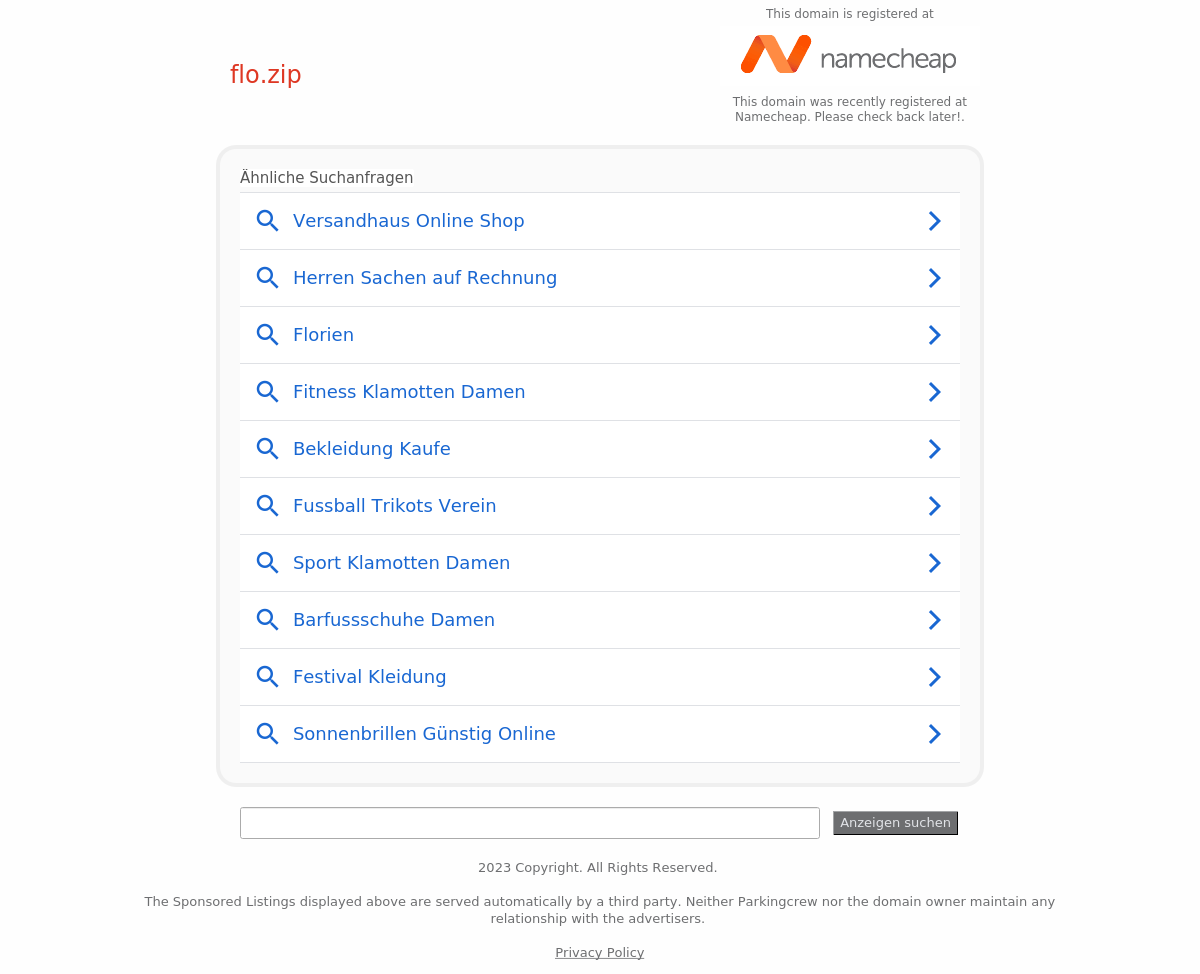 This domain is registered at
namecheap
flo.zip
This domain was recently registered at
Namecheap. Please check back later!.
Ähnliche Suchanfragen
Versandhaus Online Shop
Herren Sachen auf Rechnung
Florien
Fitness Klamotten Damen
Bekleidung Kaufe
Fussball Trikots Verein
Sport Klamotten Damen
Barfussschuhe Damen
Festival Kleidung
Sonnenbrillen Günstig Online
Anzeigen suchen
2023 Copyright. All Rights Reserved.
The Sponsored Listings displayed above are served automatically by a third party. Neither Parkingcrew nor the domain owner maintain any
relationship with the advertisers.
Privacy Policy